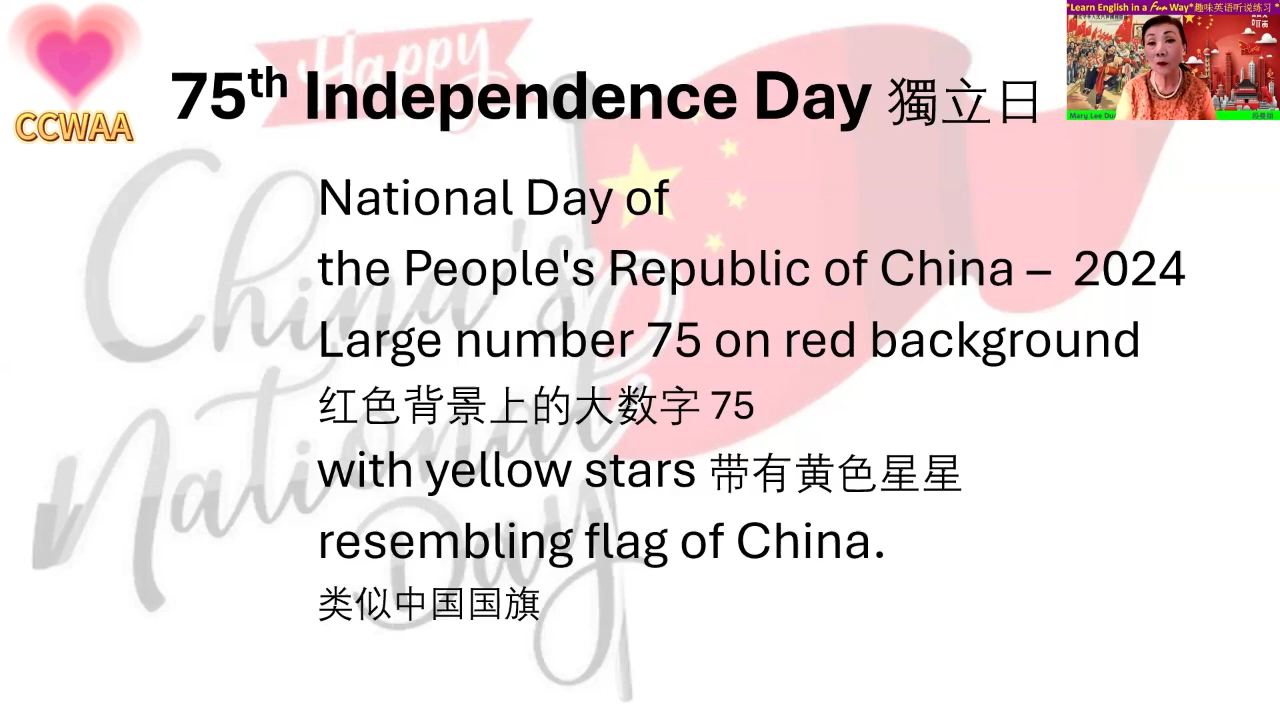 CCWAA
Happy
75th Independence Day 獨立日
*Learn English in a Fun Way*趣味英语听说练习 *
Mary Lee Du
China's
National
Day
National Day of
the People's Republic of China – 2024
Large number 75 on red background
红色背景上的大数字 75
with yellow stars 带有黄色星星
resembling flag of China.
类似中国国旗